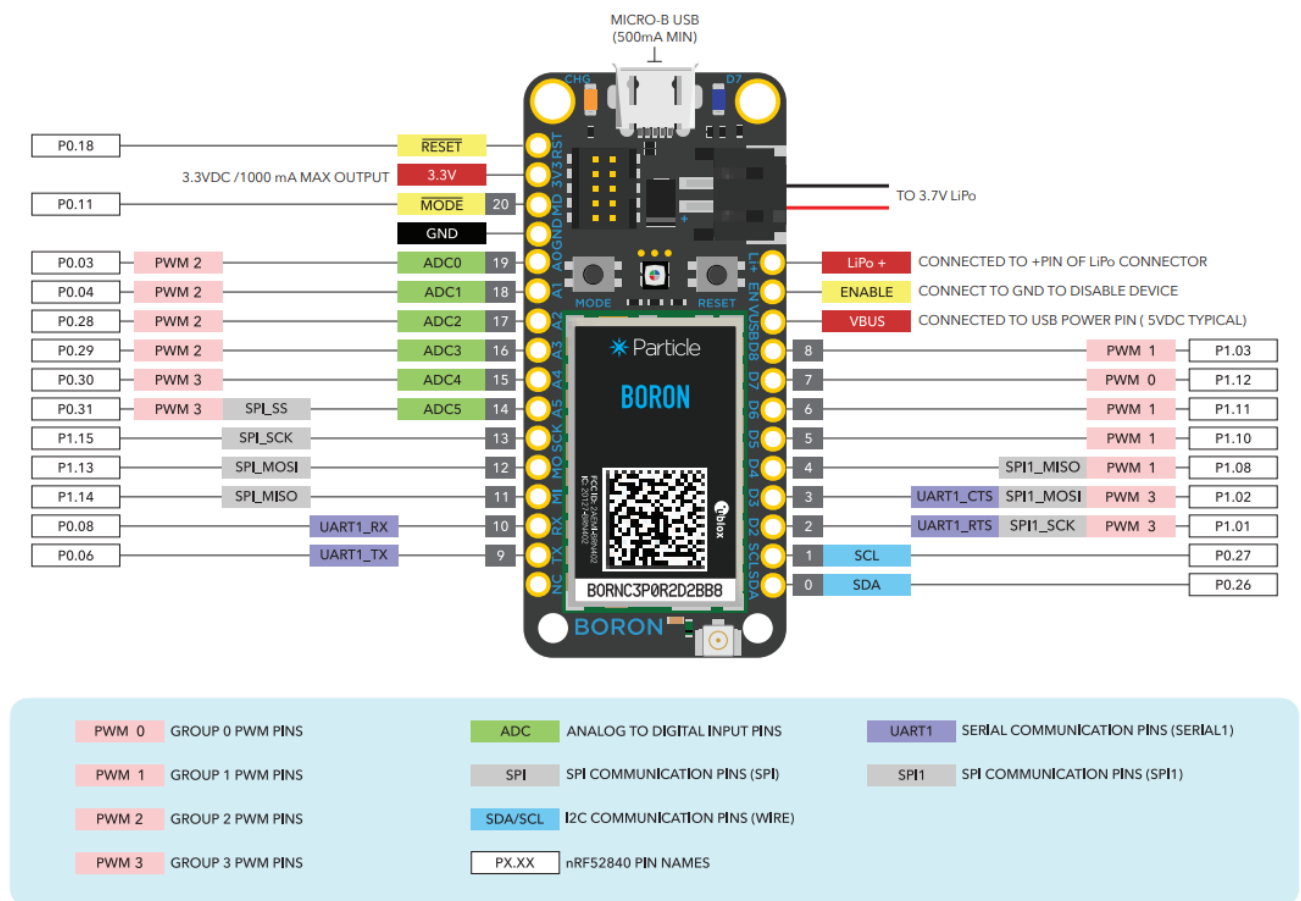 MICRO-B USB
(500mA MIN)
CHG D7
P0.18 RESET RST
3.3VDC /1000 mA MAX OUTPUT 3.3V 3V3
P0.11 MODE 20 MD
GND GND
TO 3.7V LiPo
+
P0.03 PWM 2 ADC0 19 A0
P0.04 PWM 2 ADC1 18 A1
P0.28 PWM 2 ADC2 17 A2
P0.29 PWM 2 ADC3 16 A3
P0.30 PWM 3 ADC4 15 A4
P0.31 PWM 3 SPI_SS ADC5 14 A5
P1.15 SPI_SCK 13 SCK
P1.13 SPI_MOSI 12 MO
P1.14 SPI_MISO 11 MI
P0.08 UART1_RX 10 RX
P0.06 UART1_TX 9 TX
NC
MODE RESET
Particle
BORON
FCC ID: 2AEMI-BRN402
IC: 20127-BRN402
ublox
B0RNC3P0R2D2BB8
BORON
Li+ LiPo + CONNECTED TO +PIN OF LiPo CONNECTOR
EN ENABLE CONNECT TO GND TO DISABLE DEVICE
VUSB VBUS CONNECTED TO USB POWER PIN ( 5VDC TYPICAL)
D8 8 PWM 1 P1.03
D7 7 PWM 0 P1.12
D6 6 PWM 1 P1.11
D5 5 PWM 1 P1.10
D4 4 SPI1_MISO PWM 1 P1.08
D3 3 UART1_CTS SPI1_MOSI PWM 3 P1.02
D2 2 UART1_RTS SPI1_SCK PWM 3 P1.01
SCL 1 SCL P0.27
SDA 0 SDA P0.26
PWM 0 GROUP 0 PWM PINS
PWM 1 GROUP 1 PWM PINS
PWM 2 GROUP 2 PWM PINS
PWM 3 GROUP 3 PWM PINS
ADC ANALOG TO DIGITAL INPUT PINS
SPI SPI COMMUNICATION PINS (SPI)
SDA/SCL I2C COMMUNICATION PINS (WIRE)
PX.XX nRF52840 PIN NAMES
UART1 SERIAL COMMUNICATION PINS (SERIAL1)
SPI1 SPI COMMUNICATION PINS (SPI1)